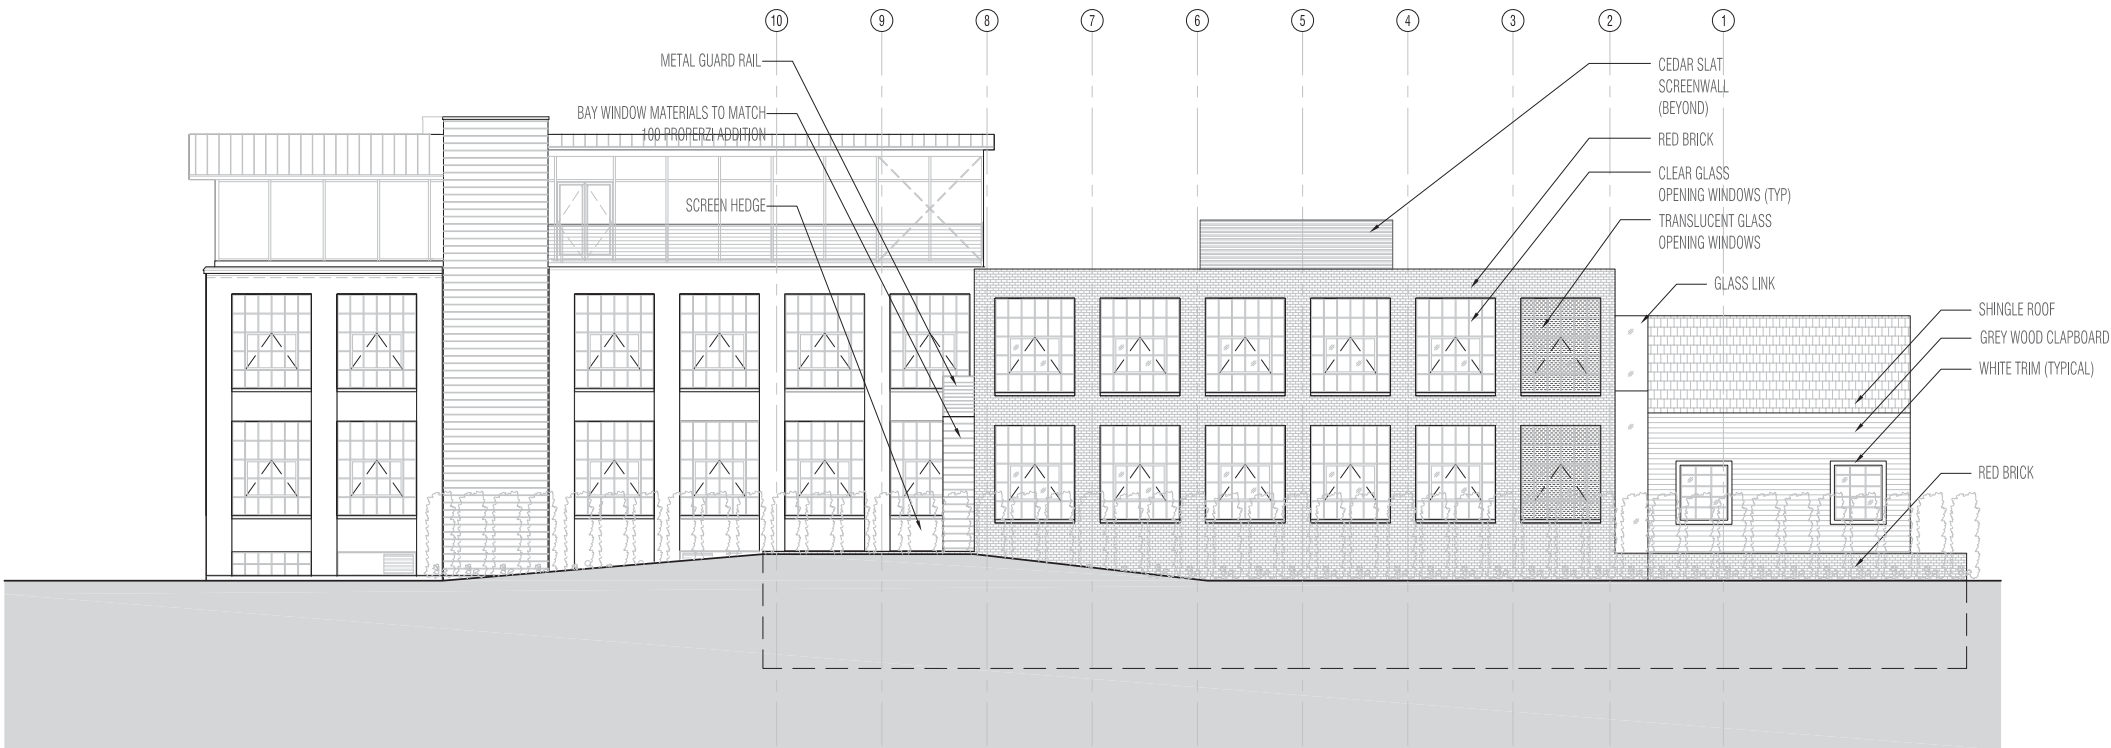 10 9 8 7 6 5 4 3 2 1
METAL GUARD RAIL
BAY WINDOW MATERIALS TO MATCH
100 PROPERZI ADDITION
SCREEN HEDGE
CEDAR SLAT
SCREENWALL
(BEYOND)
RED BRICK
CLEAR GLASS
OPENING WINDOWS (TYP)
TRANSLUCENT GLASS
OPENING WINDOWS
GLASS LINK
SHINGLE ROOF
GREY WOOD CLAPBOARD
WHITE TRIM (TYPICAL)
RED BRICK